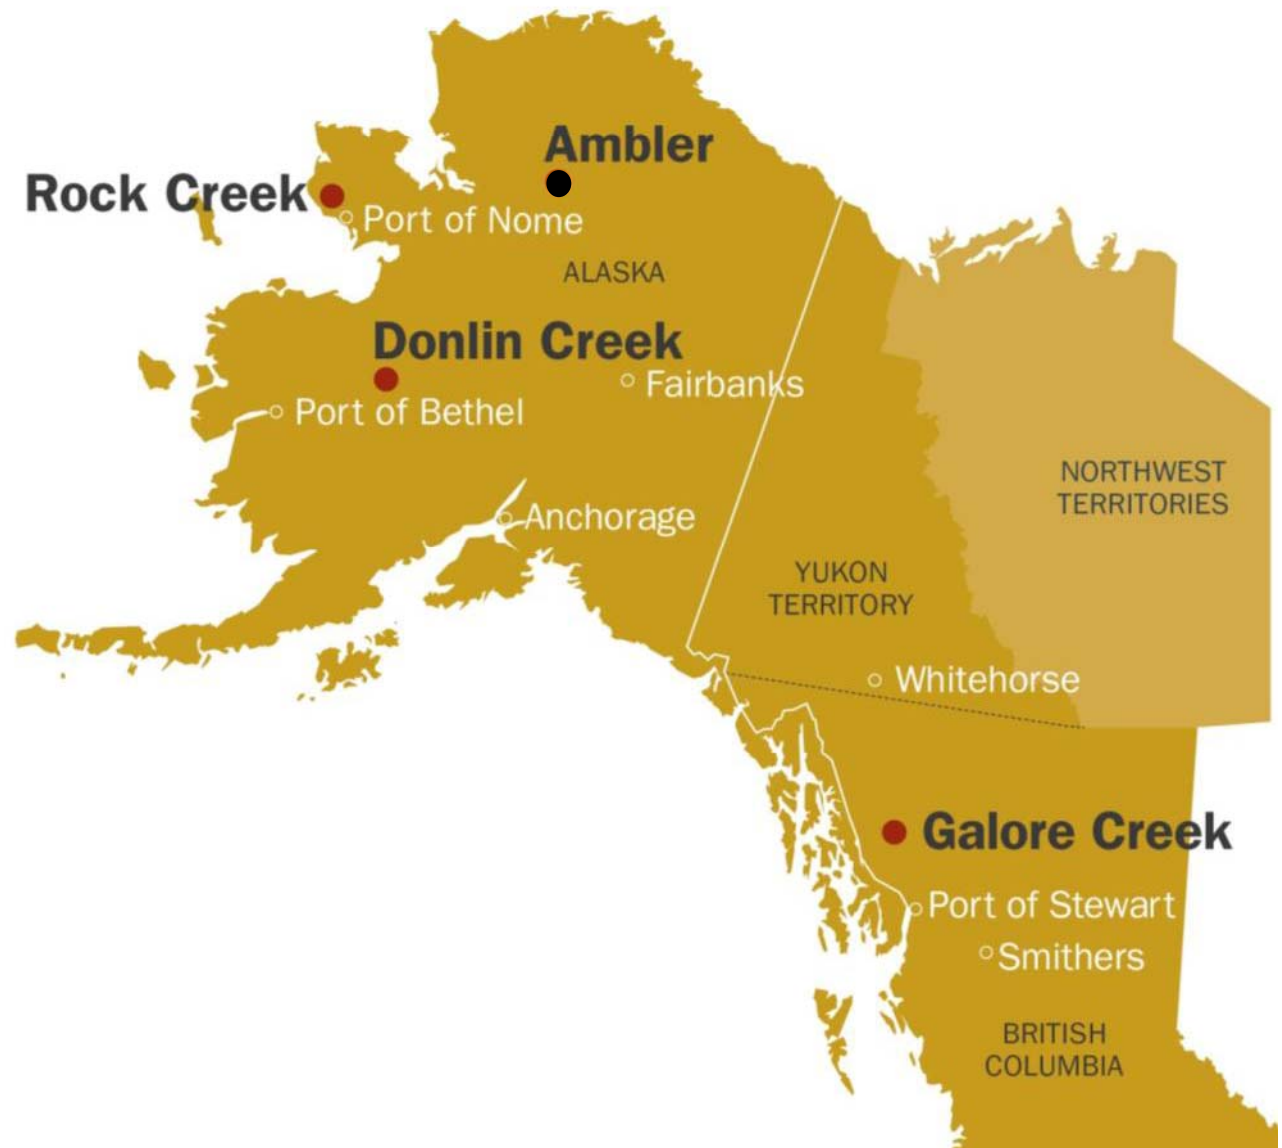 Ambler
Rock Creek
Port of Nome
ALASKA
Donlin Creek
Fairbanks
Port of Bethel
NORTHWEST
TERRITORIES
Anchorage
YUKON
TERRITORY
Whitehorse
Galore Creek
Port of Stewart
Smithers
BRITISH
COLUMBIA